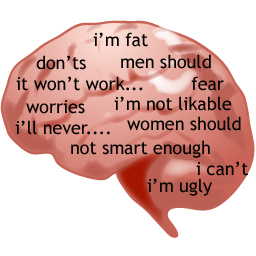 i'm fat
don'ts men should
it won't work... fear
worries i'm not likable
i'll never.... women should
not smart enough
i can't
i'm ugly